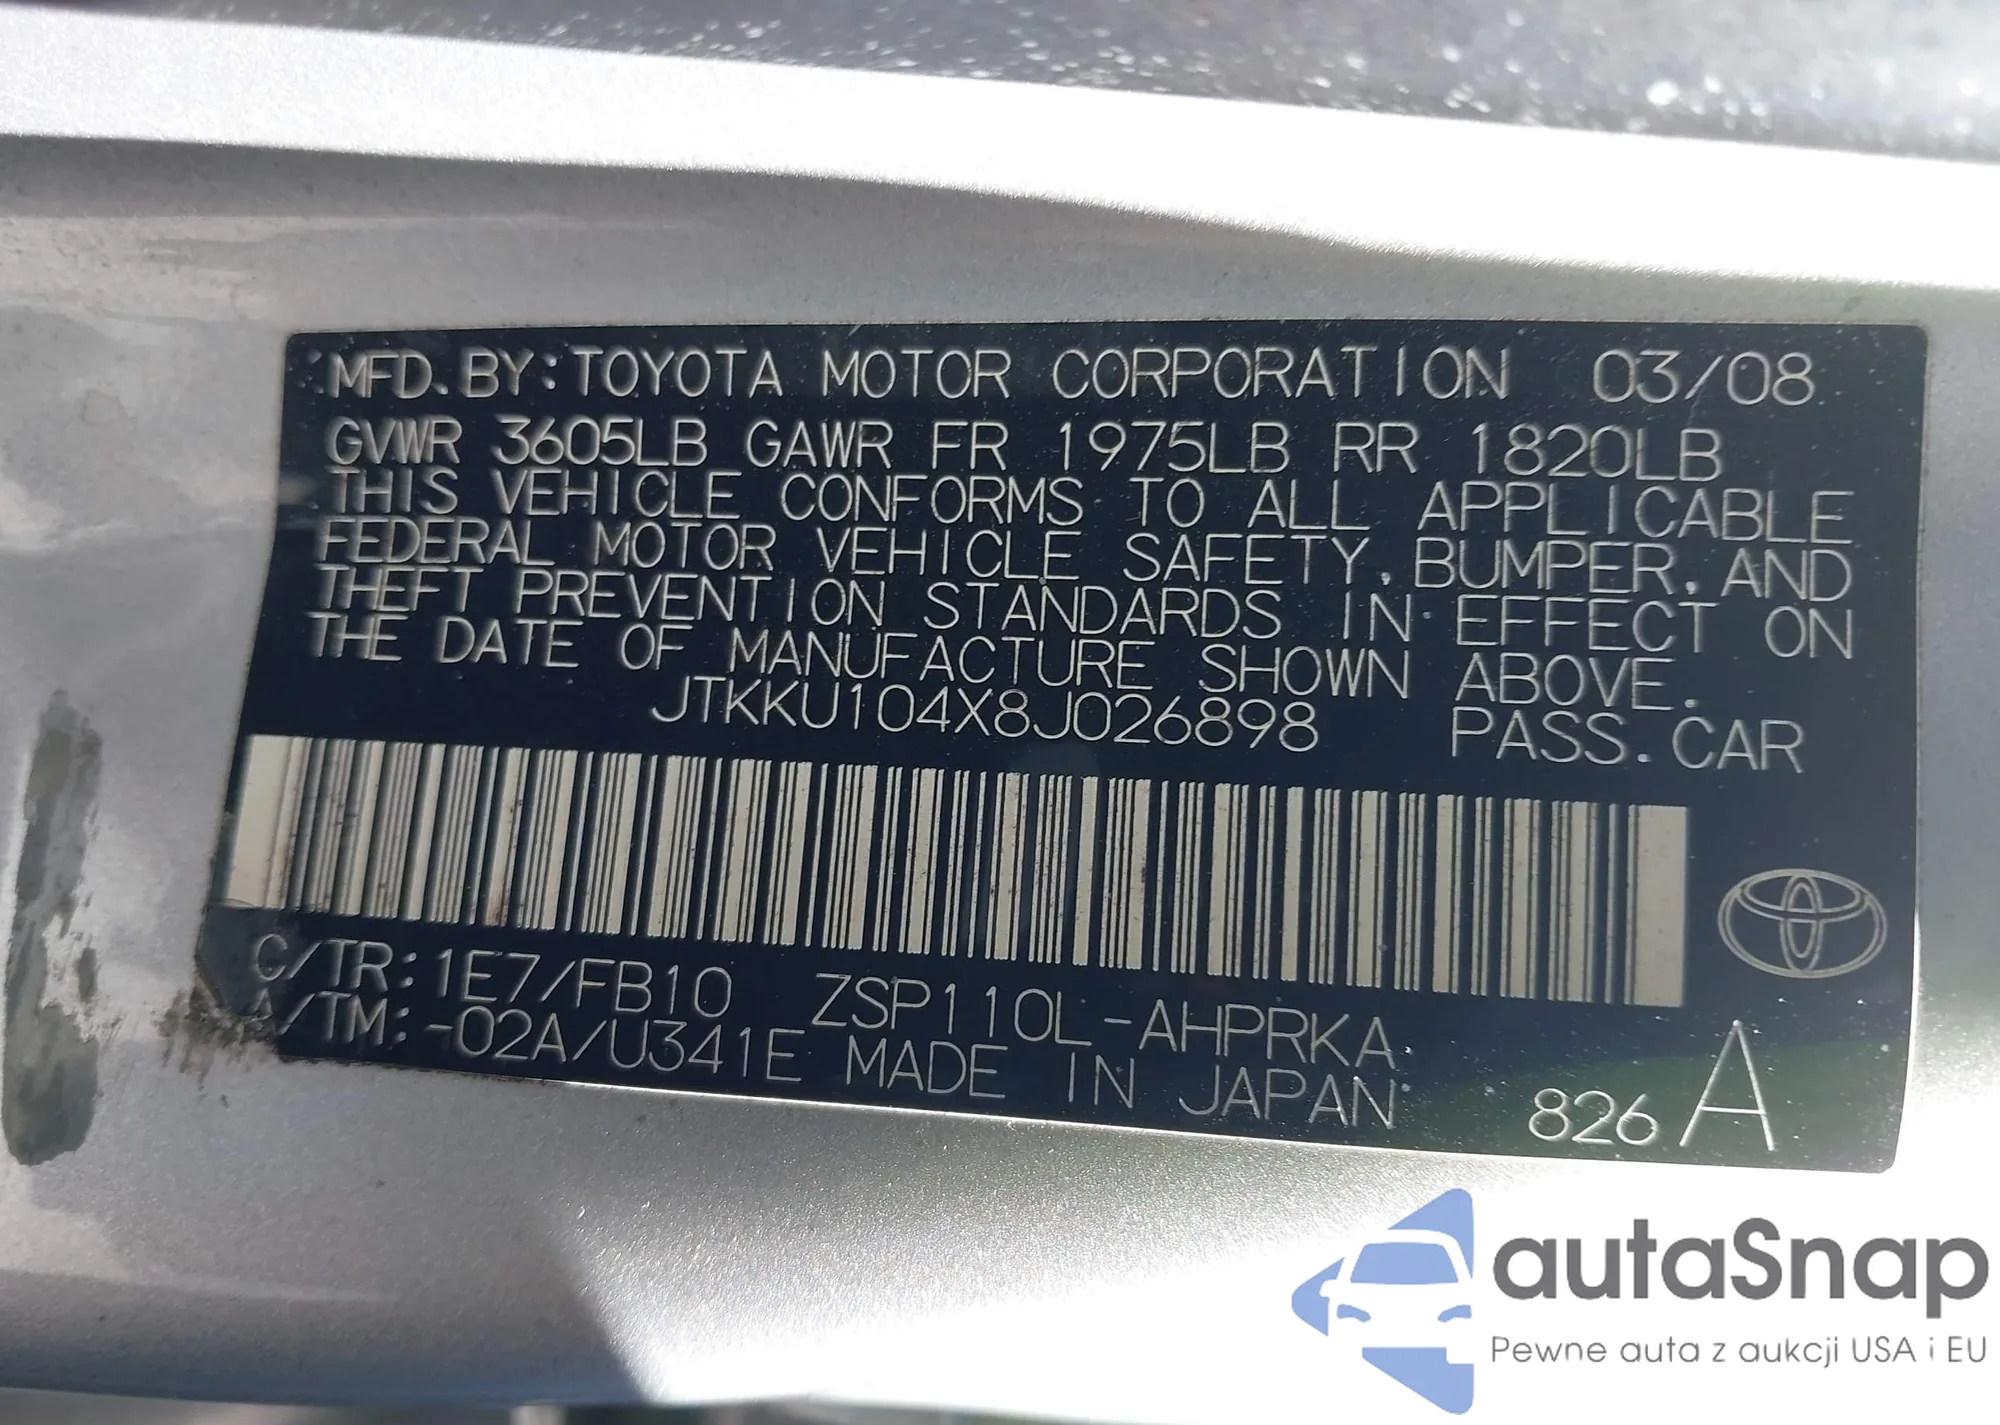 MFD. BY: TOYOTA MOTOR CORPORATION 03/08
GVWR 3605LB GAWR FR 1975LB RR 1820LB
THIS VEHICLE CONFORMS TO ALL APPLICABLE
FEDERAL MOTOR VEHICLE SAFETY, BUMPER, AND
THEFT PREVENTION STANDARDS IN EFFECT ON
THE DATE OF MANUFACTURE SHOWN ABOVE.
JTKKU104X8J026898 PASS. CAR
C/TR: 1E7/FB10 ZSP110L-AHPRKA
A/TM: -02A/U341E MADE IN JAPAN
826 A
autaSnap
Pewne auta z aukcji USA i EU